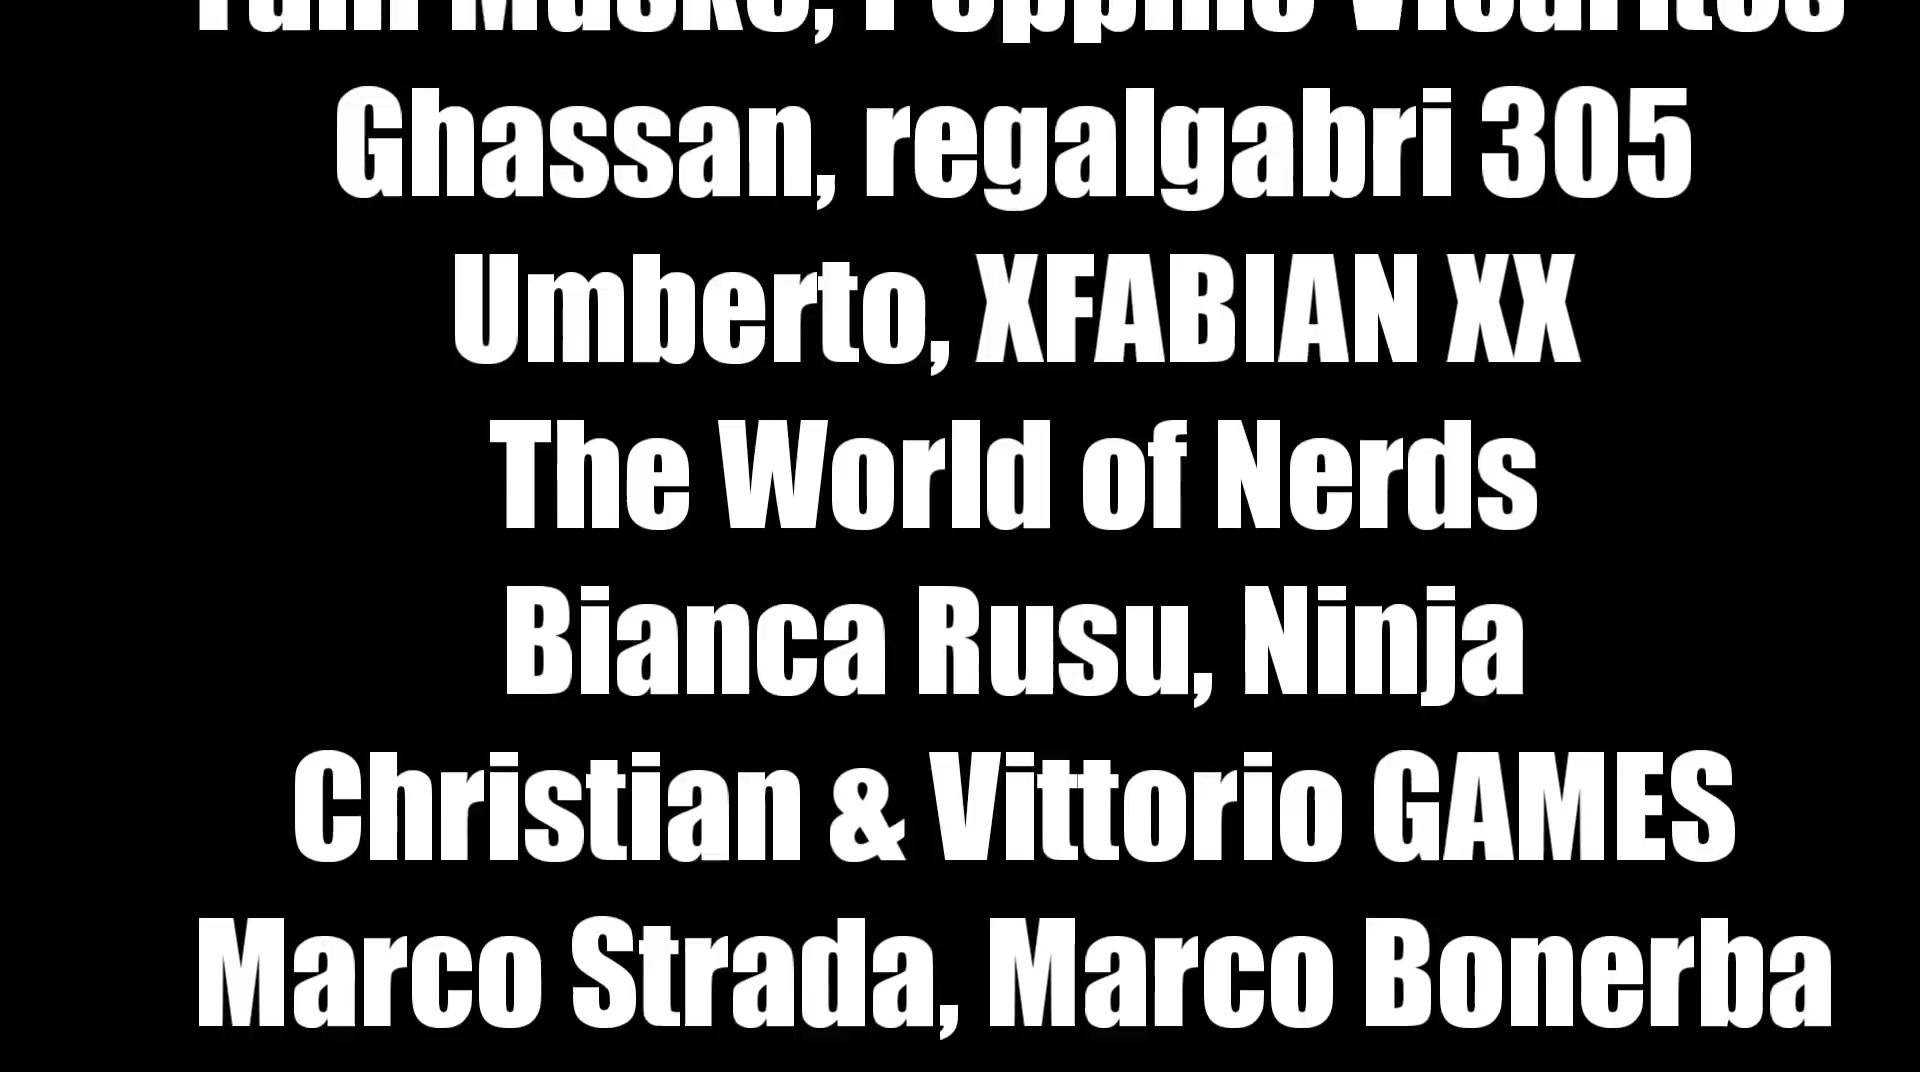 Ghassan, regalgabri 305
Umberto, XFABIAN XX
The World of Nerds
Bianca Rusu, Ninja
Christian & Vittorio GAMES
Marco Strada, Marco Bonerba